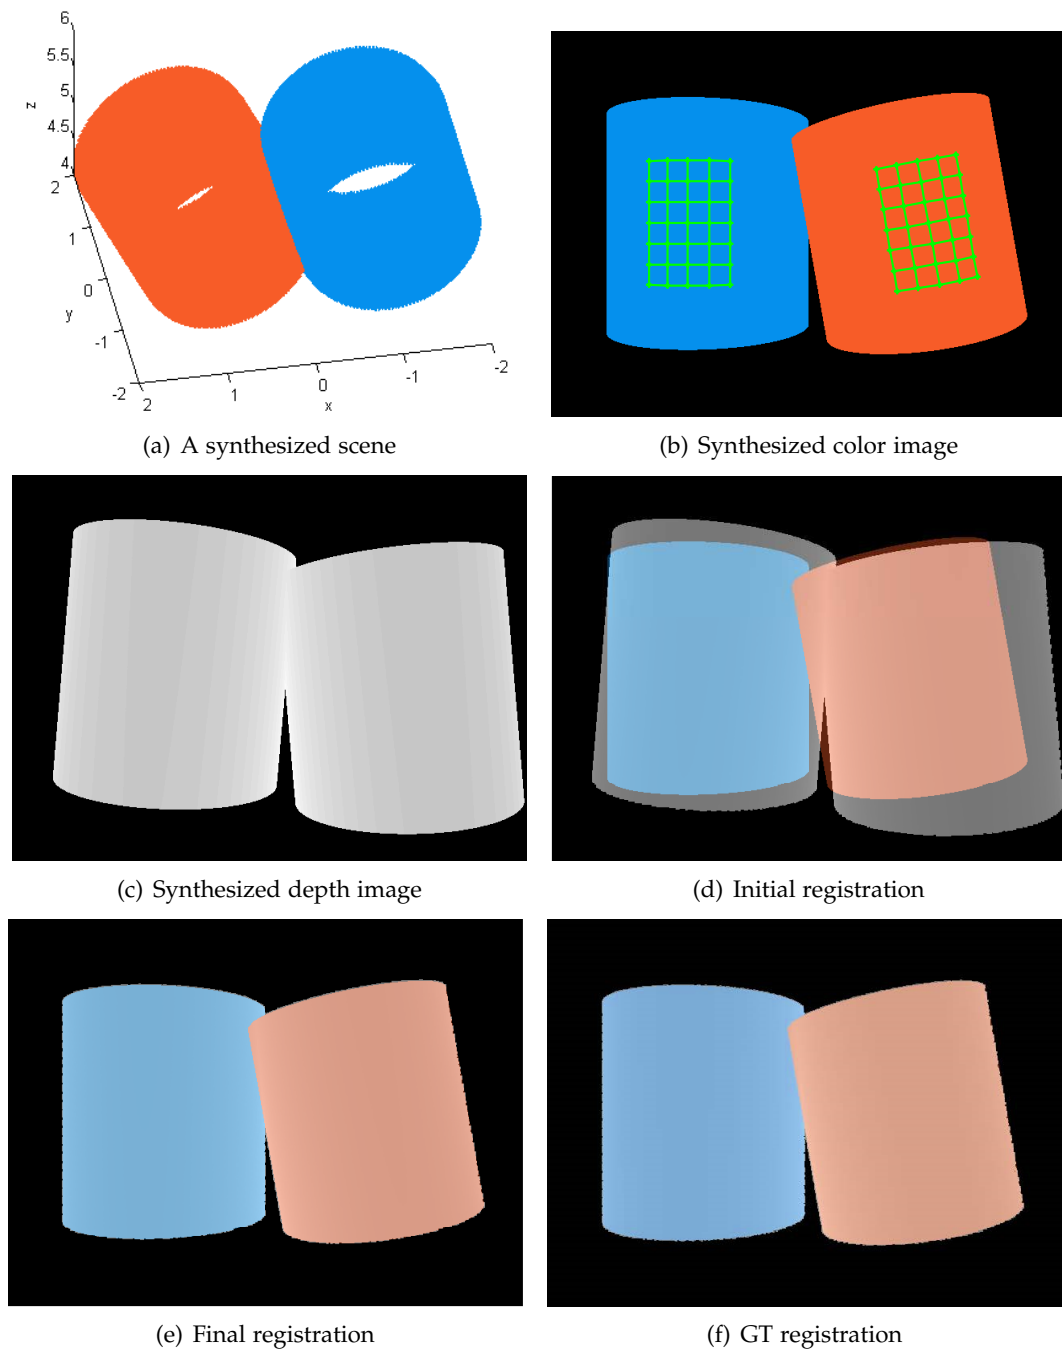 6
5.5
5
z
4.5
4
2
1
0
y
-1
-2
2
1
0
x
-1
-2
(a) A synthesized scene
(b) Synthesized color image
(c) Synthesized depth image
(d) Initial registration
(e) Final registration
(f) GT registration